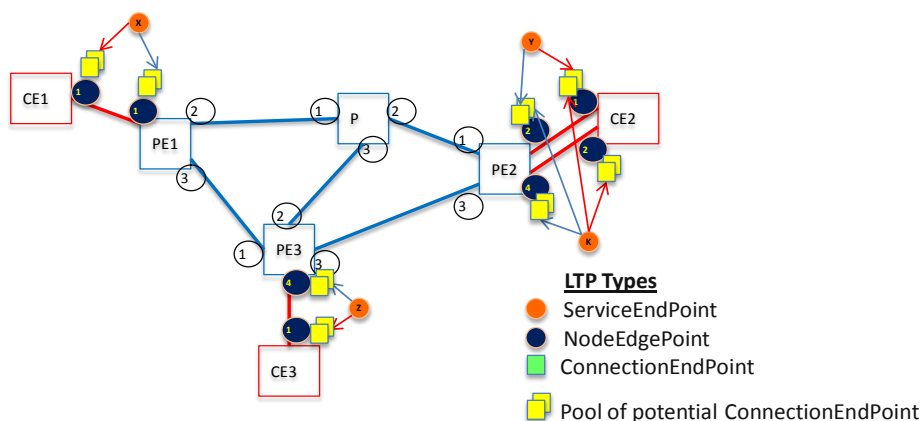 X
Y
1
CE1
1
2
1
P
2
1
CE2
PE1
3
2
1
PE2
2
3
4
3
2
K
1
PE3
3
LTP Types
4
Z
ServiceEndPoint
1
NodeEdgePoint
CE3
ConnectionEndPoint
Pool of potential ConnectionEndPoint